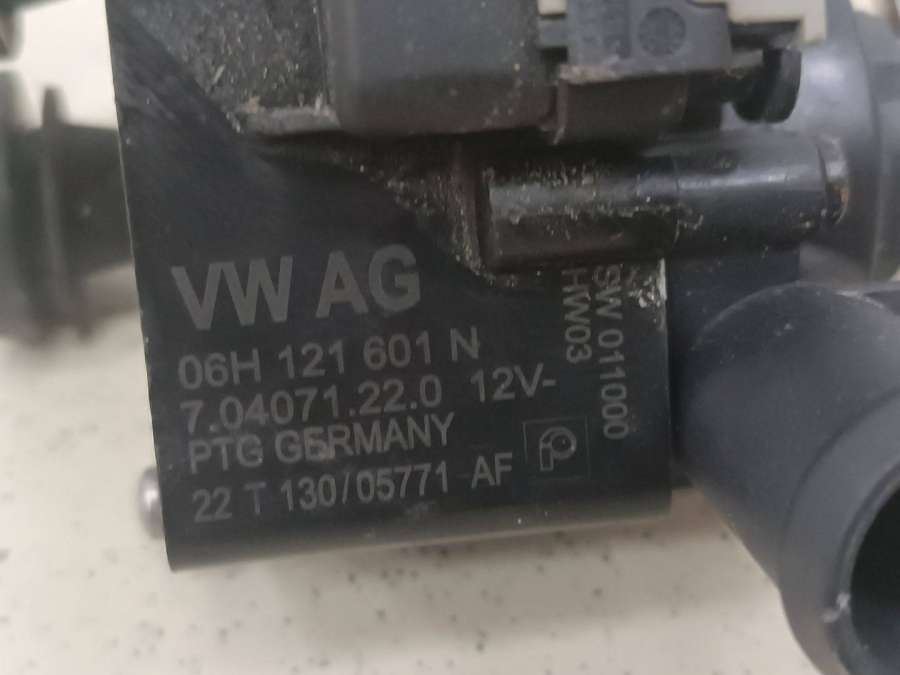 VW AG
06H 121 601 N
7.04071.22.0 12V-
PTG GERMANY
22 T 130/05771 AF
SW 011000
HW03